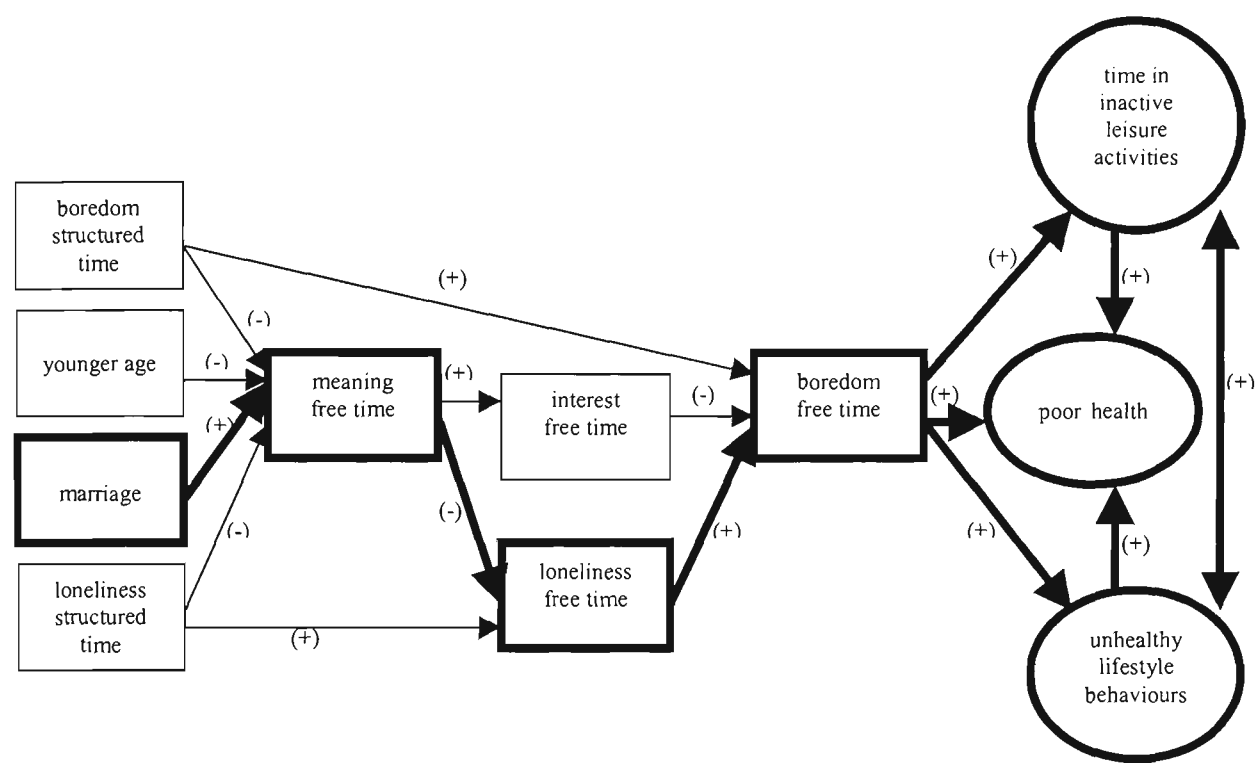 time in
inactive
leisure
activities
boredom
structured
time
(+)
(+)
(+)
(-)
younger age
(-)
meaning
free time
(+)
interest
free time
(-)
boredom
free time
(+)
poor health
(+)
(+)
marriage
(-)
(-)
(+)
(+)
(+)
loneliness
structured
time
(+)
loneliness
free time
unhealthy
lifestyle
behaviours